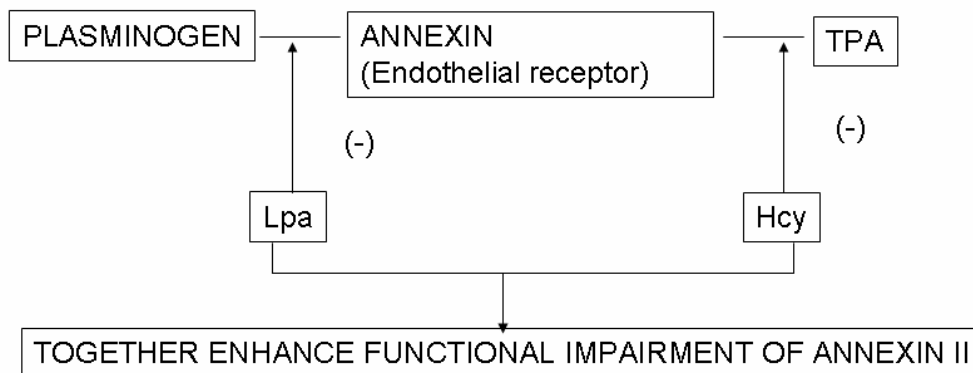 PLASMINOGEN
ANNEXIN
(Endothelial receptor)
TPA
(-)
(-)
Lpa
Hcy
TOGETHER ENHANCE FUNCTIONAL IMPAIRMENT OF ANNEXIN II